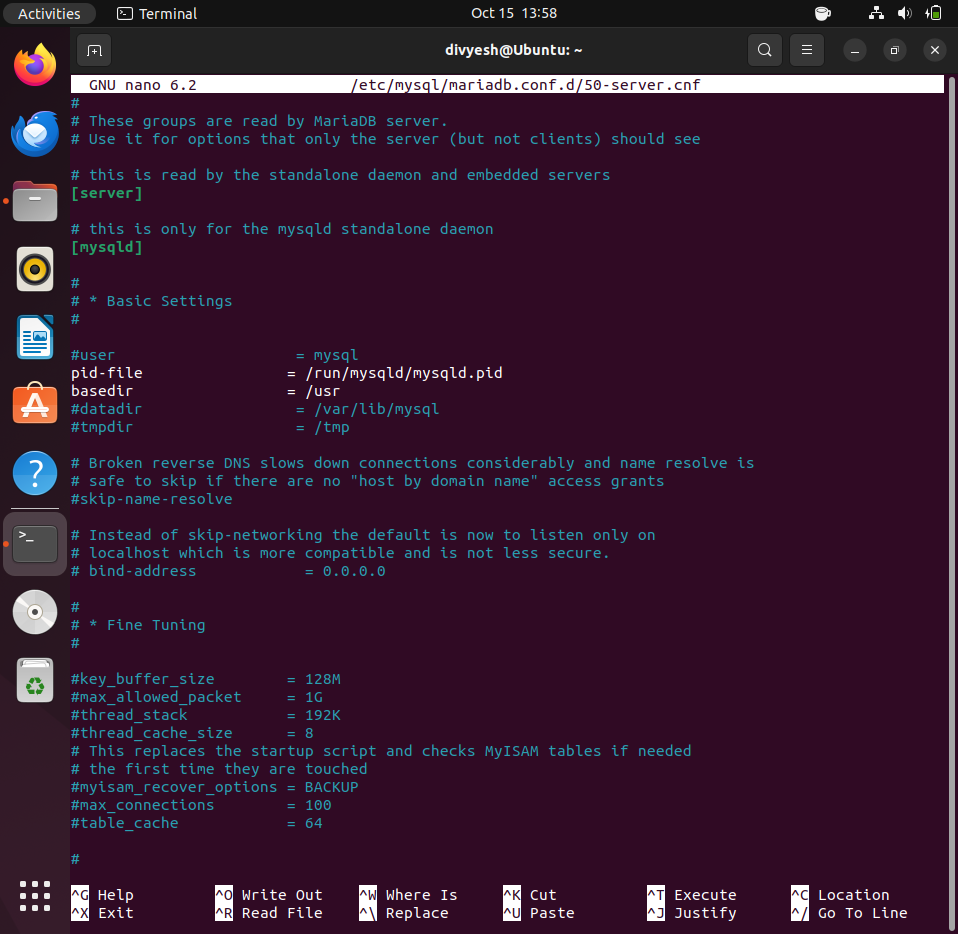 Activities Terminal Oct 15 13:58
divyesh@Ubuntu: ~
GNU nano 6.2 /etc/mysql/mariadb.conf.d/50-server.cnf
#
# These groups are read by MariaDB server.
# Use it for options that only the server (but not clients) should see

# this is read by the standalone daemon and embedded servers
[server]

# this is only for the mysqld standalone daemon
[mysqld]

#
# * Basic Settings
#

#user                    = mysql
pid-file                = /run/mysqld/mysqld.pid
basedir                 = /usr
#datadir                 = /var/lib/mysql
#tmpdir                  = /tmp

# Broken reverse DNS slows down connections considerably and name resolve is
# safe to skip if there are no "host by domain name" access grants
#skip-name-resolve

# Instead of skip-networking the default is now to listen only on
# localhost which is more compatible and is not less secure.
# bind-address            = 0.0.0.0

#
# * Fine Tuning
#

#key_buffer_size        = 128M
#max_allowed_packet     = 1G
#thread_stack           = 192K
#thread_cache_size      = 8
# This replaces the startup script and checks MyISAM tables if needed
# the first time they are touched
#myisam_recover_options = BACKUP
#max_connections        = 100
#table_cache            = 64

#
^G Help ^O Write Out ^W Where Is ^K Cut ^T Execute ^C Location
^X Exit ^R Read File ^\ Replace ^U Paste ^J Justify ^/ Go To Line